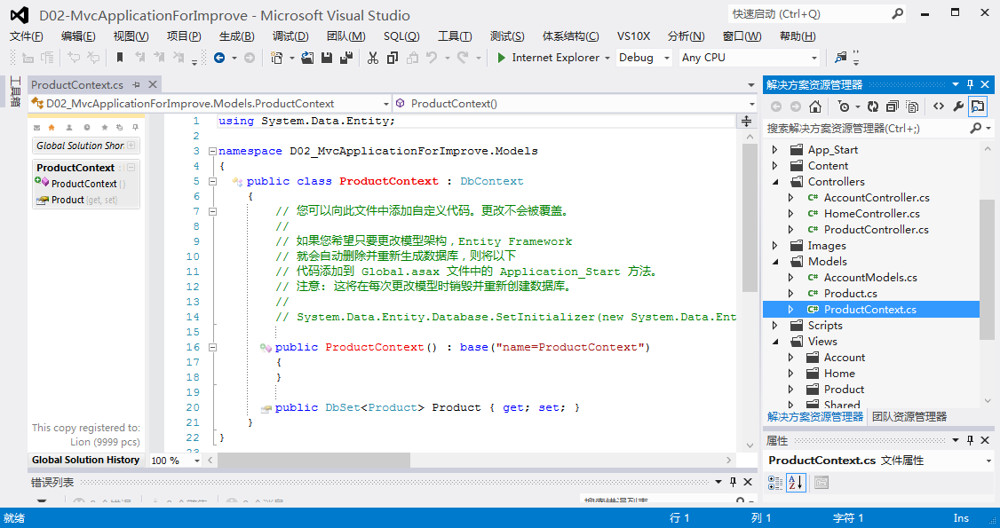 D02-MvcApplicationForImprove - Microsoft Visual Studio
快速启动 (Ctrl+Q)
文件(F) 编辑(E) 视图(V) 项目(P) 生成(B) 调试(D) 团队(M) SQL(Q) 工具(T) 测试(S) 体系结构(C) VS10X 分析(N) 窗口(W) 帮助(H)
Internet Explorer Debug Any CPU
工具箱
ProductContext.cs
D02_MvcApplicationForImprove.Models.ProductContext ProductContext()
Global Solution Shor
ProductContext
ProductContext ()
Product {get, set}
This copy registered to:
Lion (9999 pcs)
Global Solution History
1 using System.Data.Entity;
2
3 namespace D02_MvcApplicationForImprove.Models
4 {
5 public class ProductContext : DbContext
6 {
7 // 您可以向此文件中添加自定义代码。更改不会被覆盖。
8 //
9 // 如果您希望只要更改模型架构，Entity Framework
10 // 就会自动删除并重新生成数据库，则将以下
11 // 代码添加到 Global.asax 文件中的 Application_Start 方法。
12 // 注意: 这将在每次更改模型时销毁并重新创建数据库。
13 //
14 // System.Data.Entity.Database.SetInitializer(new System.Data.Ent
15
16 public ProductContext() : base("name=ProductContext")
17 {
18 }
19
20 public DbSet<Product> Product { get; set; }
21 }
22 }
23
100 %
解决方案资源管理器
搜索解决方案资源管理器(Ctrl+;)
App_Start
Content
Controllers
AccountController.cs
HomeController.cs
ProductController.cs
Images
Models
AccountModels.cs
Product.cs
ProductContext.cs
Scripts
Views
Account
Home
Product
Shared
解决方案资源管理器 团队资源管理器
属性
ProductContext.cs 文件属性
错误列表
搜索错误列表
就绪 行 1 列 1 字符 1 Ins